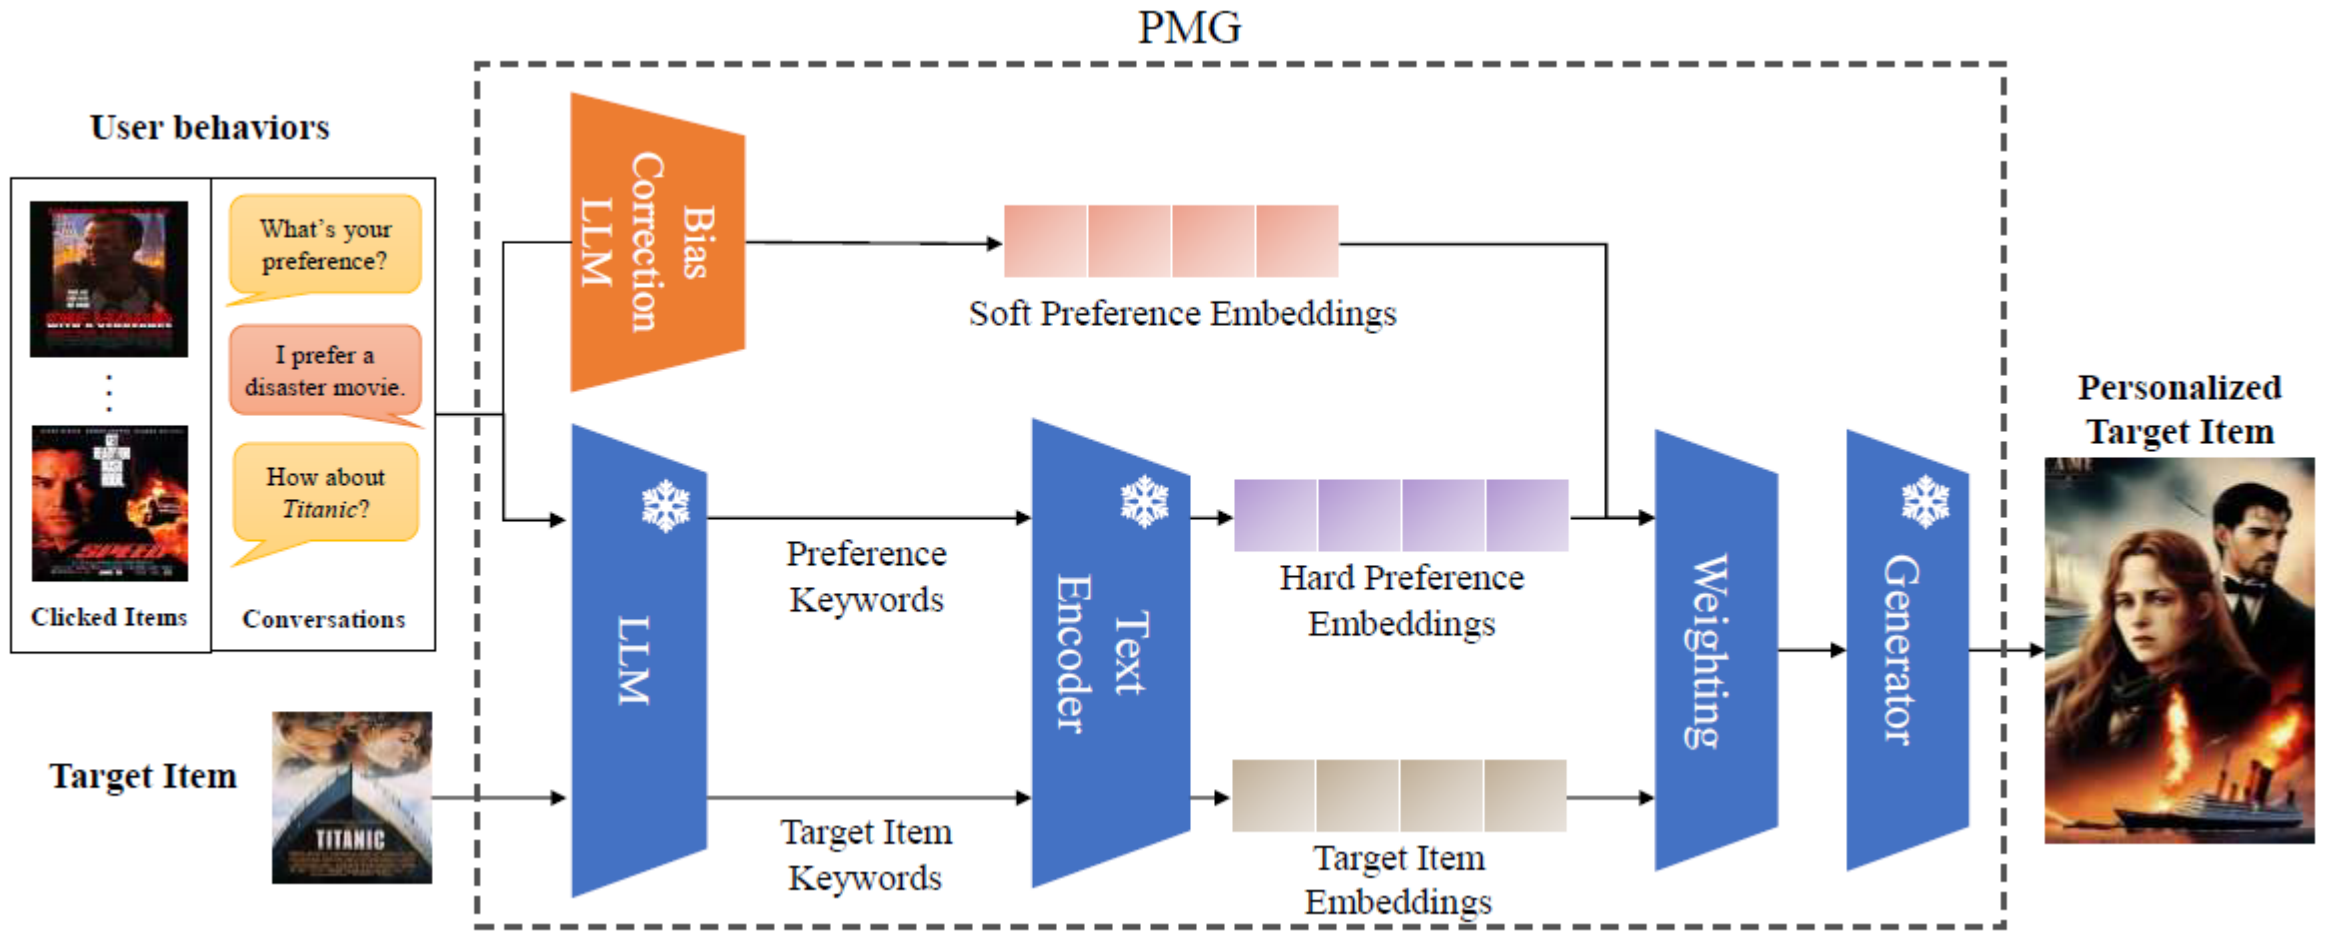 PMG
User behaviors
What's your
preference?
I prefer a
disaster movie.
How about
Titanic?
Clicked Items
Conversations
Target Item
TITANIC
Bias
Correction
LLM
Soft Preference Embeddings
LLM
Preference
Keywords
Target Item
Keywords
Text
Encoder
Hard Preference
Embeddings
Target Item
Embeddings
Weighting
Generator
Personalized
Target Item